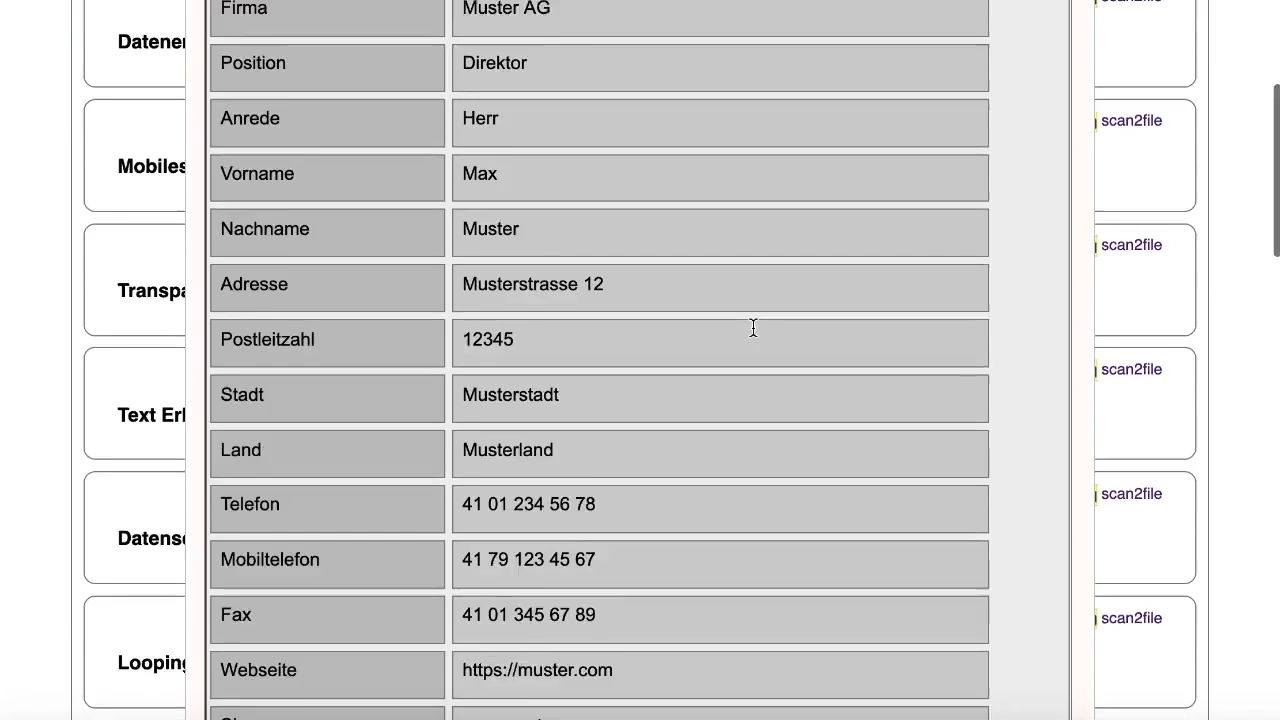 Firma Muster AG
Datener
Position Direktor
Anrede Herr
scan2file
Mobiles
Vorname Max
Nachname Muster
scan2file
Transpa
Adresse Musterstrasse 12
Postleitzahl 12345
scan2file
Stadt Musterstadt
Text Erl
Land Musterland
scan2file
Telefon 41 01 234 56 78
Datens
Mobiltelefon 41 79 123 45 67
Fax 41 01 345 67 89
scan2file
Looping
Webseite https://muster.com